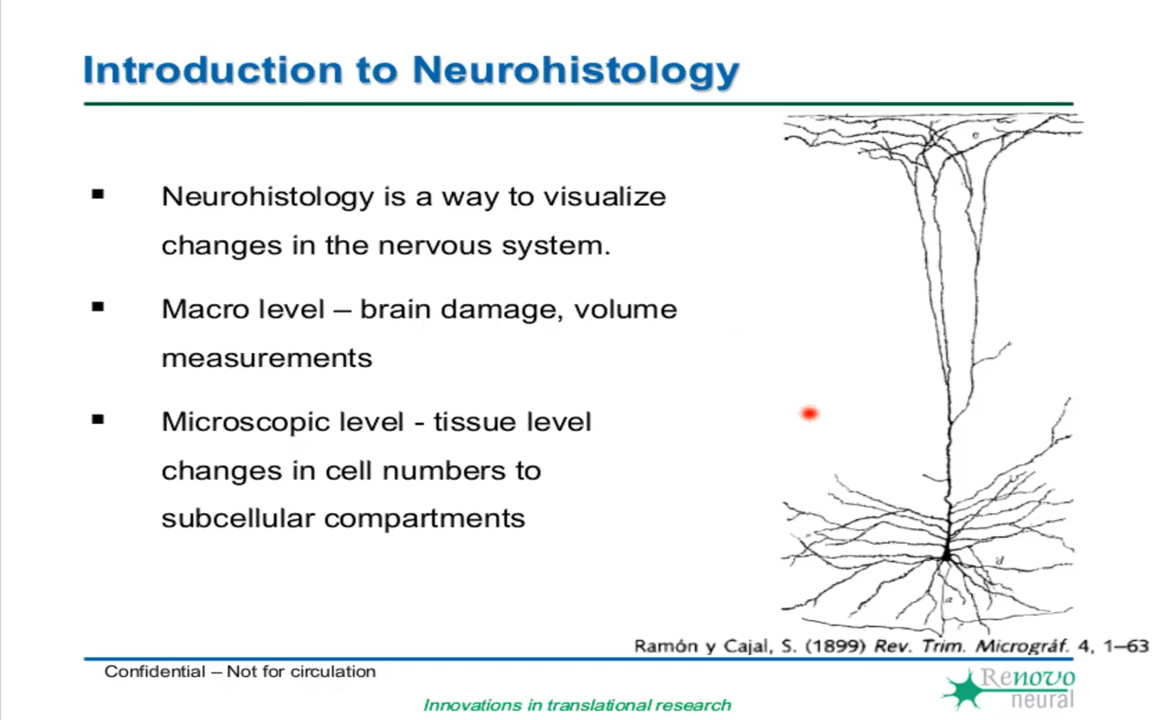 Introduction to Neurohistology
Neurohistology is a way to visualize
changes in the nervous system.
Macro level – brain damage, volume
measurements
Microscopic level - tissue level
changes in cell numbers to
subcellular compartments
e
d
a
Ramón y Cajal, S. (1899) Rev. Trim. Micrográf. 4, 1–63
Confidential – Not for circulation
Innovations in translational research
Renovo
neural